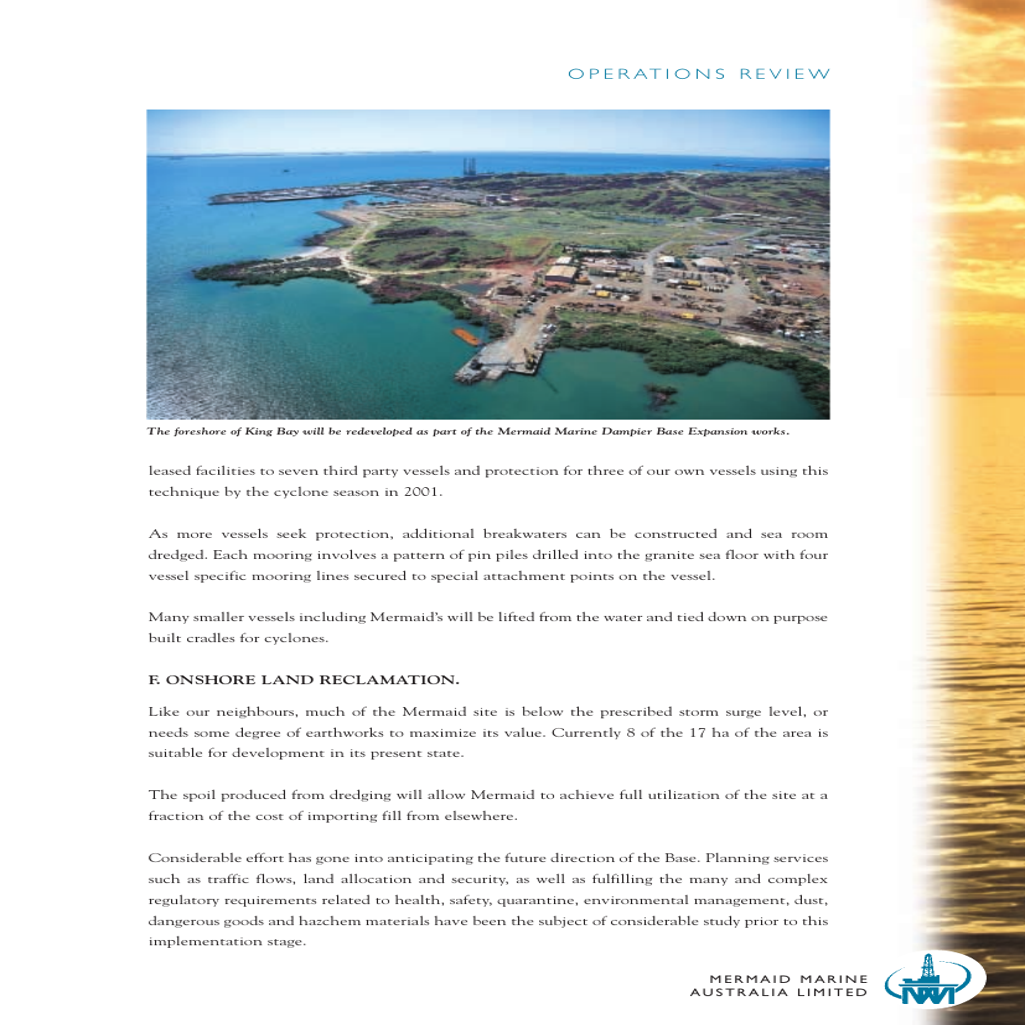 OPERATIONS REVIEW
The foreshore of King Bay will be redeveloped as part of the Mermaid Marine Dampier Base Expansion works.
leased facilities to seven third party vessels and protection for three of our own vessels using this
technique by the cyclone season in 2001.
As more vessels seek protection, additional breakwaters can be constructed and sea room
dredged. Each mooring involves a pattern of pin piles drilled into the granite sea floor with four
vessel specific mooring lines secured to special attachment points on the vessel.
Many smaller vessels including Mermaid's will be lifted from the water and tied down on purpose
built cradles for cyclones.
F. ONSHORE LAND RECLAMATION.
Like our neighbours, much of the Mermaid site is below the prescribed storm surge level, or
needs some degree of earthworks to maximize its value. Currently 8 of the 17 ha of the area is
suitable for development in its present state.
The spoil produced from dredging will allow Mermaid to achieve full utilization of the site at a
fraction of the cost of importing fill from elsewhere.
Considerable effort has gone into anticipating the future direction of the Base. Planning services
such as traffic flows, land allocation and security, as well as fulfilling the many and complex
regulatory requirements related to health, safety, quarantine, environmental management, dust,
dangerous goods and hazchem materials have been the subject of considerable study prior to this
implementation stage.
MERMAID MARINE
AUSTRALIA LIMITED